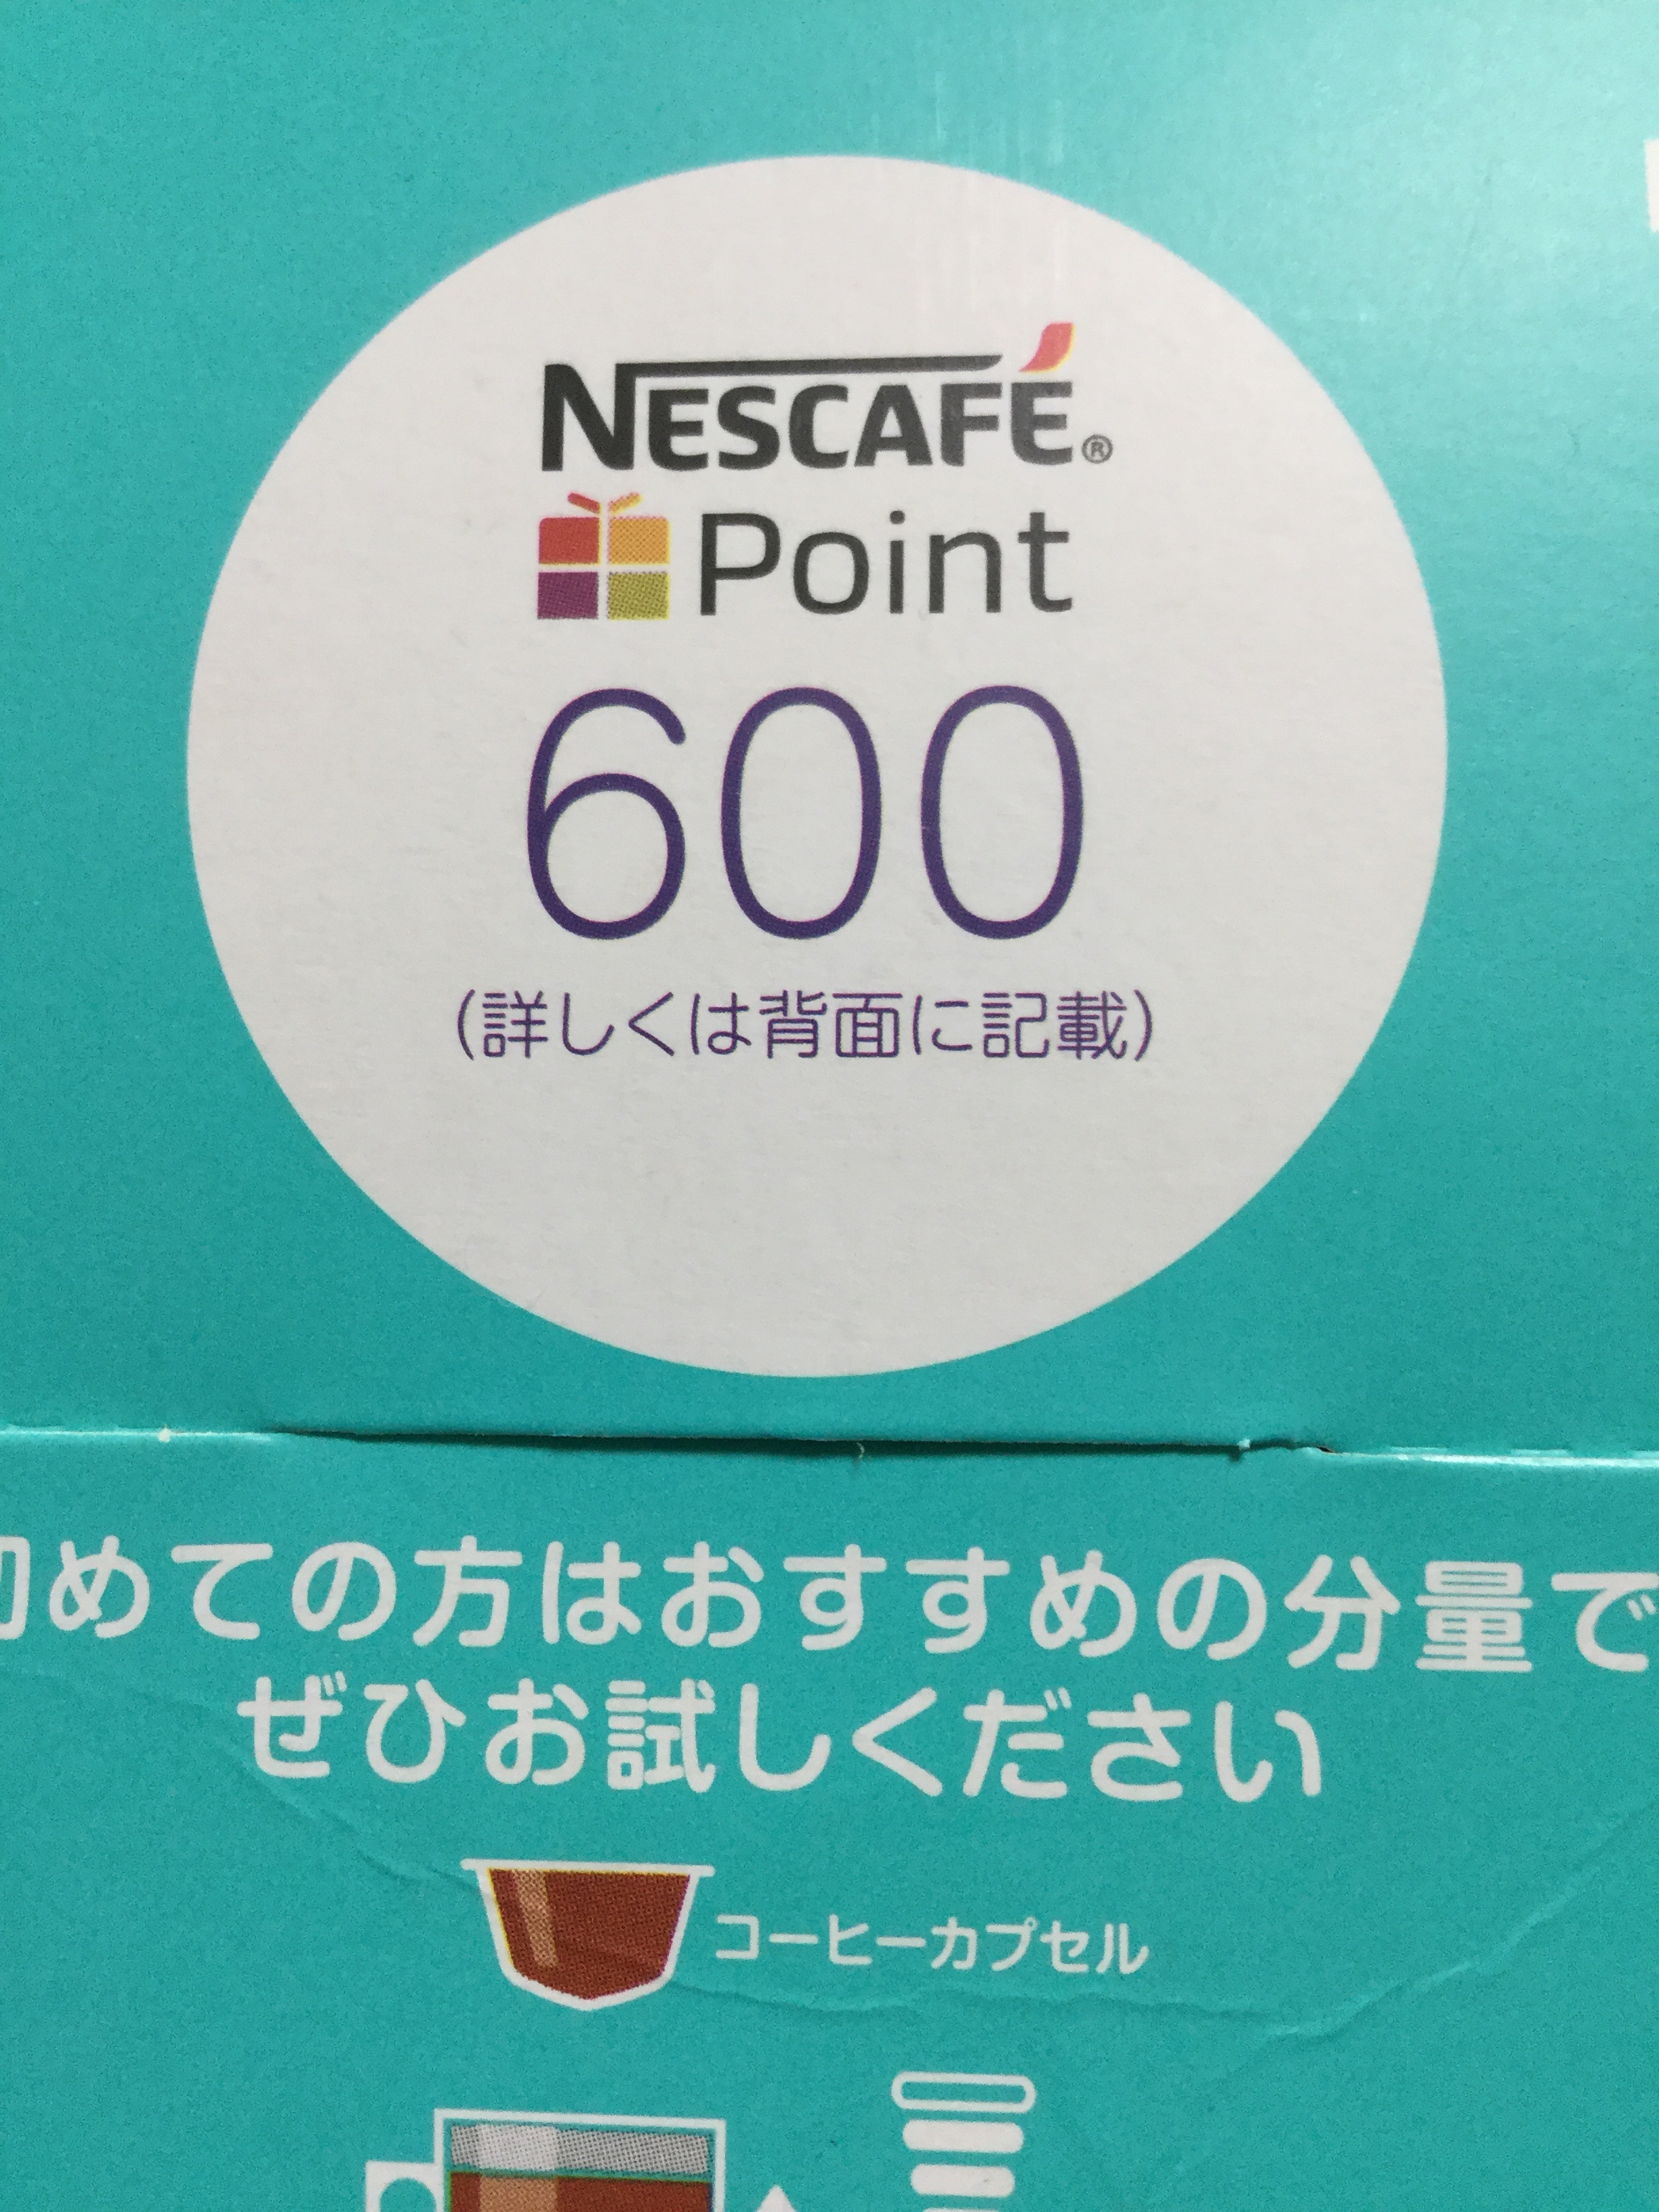 NESCAFÉ®
Point
600
(詳しくは背面に記載)
初めての方はおすすめの分量で
ぜひお試しください
コーヒーカプセル